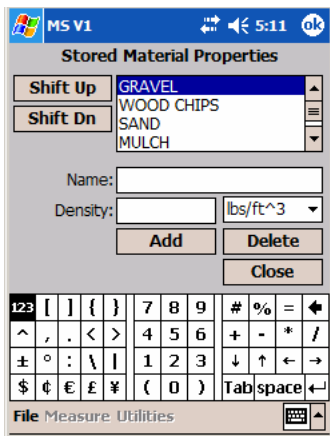 MS V1 5:11 ok
Stored Material Properties
Shift Up
Shift Dn
GRAVEL
WOOD CHIPS
SAND
MULCH
Name:
Density: lbs/ft^3
Add Delete
Close
123 [ ] { } 7 8 9 # % = 
^ , . < > 4 5 6 + - * /
± ° : \ | 1 2 3 ↓ ↑ ← →
$ ¢ € £ ¥ ( 0 ) Tab space ↵
File Measure Utilities